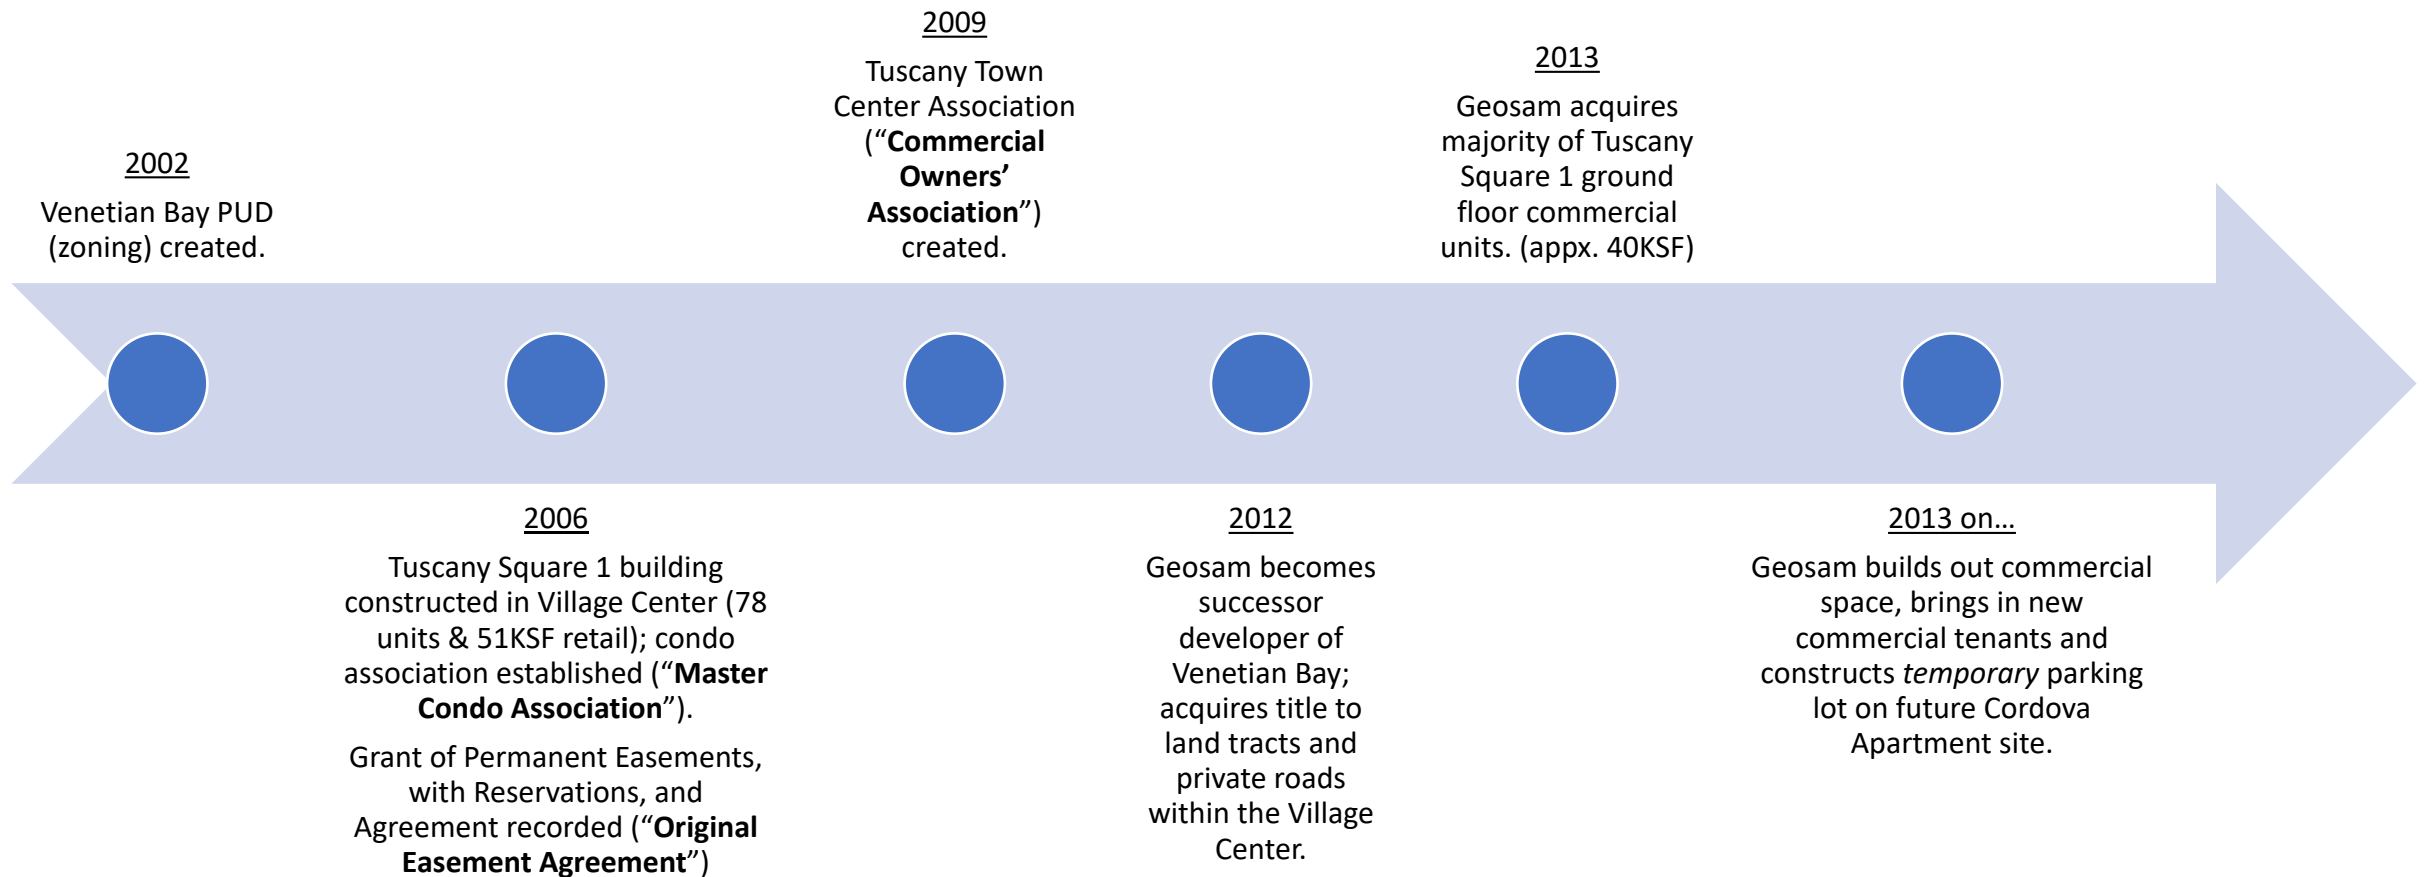 2002
Venetian Bay PUD
(zoning) created.
2006
Tuscany Square 1 building
constructed in Village Center (78
units & 51KSF retail); condo
association established (“Master
Condo Association”).
Grant of Permanent Easements,
with Reservations, and
Agreement recorded (“Original
Easement Agreement”)
2009
Tuscany Town
Center Association
(“Commercial
Owners’
Association”)
created.
2012
Geosam becomes
successor
developer of
Venetian Bay;
acquires title to
land tracts and
private roads
within the Village
Center.
2013
Geosam acquires
majority of Tuscany
Square 1 ground
floor commercial
units. (appx. 40KSF)
2013 on…
Geosam builds out commercial
space, brings in new
commercial tenants and
constructs temporary parking
lot on future Cordova
Apartment site.